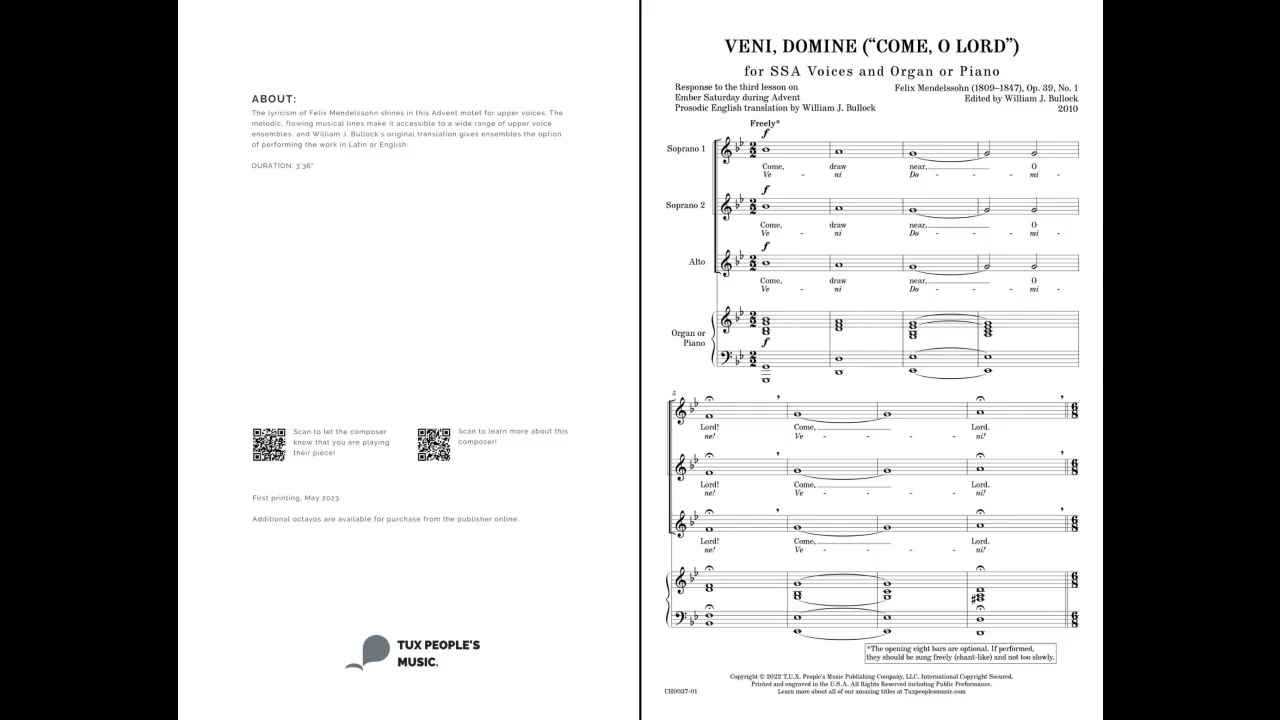 ABOUT:
The lyricism of Felix Mendelssohn shines in this Advent motet for upper voices. The
melodic, flowing musical lines make it accessible to a wide range of upper voice
ensembles, and William J. Bullock's original translation gives ensembles the option
of performing the work in Latin or English.
DURATION: 3'36"
Scan to let the composer
know that you are playing
their piece!
Scan to learn more about this
composer!
First printing, May 2023
Additional octavos are available for purchase from the publisher online.
TUX PEOPLE'S
MUSIC.
VENI, DOMINE (“COME, O LORD”)
for SSA Voices and Organ or Piano
Response to the third lesson on
Ember Saturday during Advent
Prosodic English translation by William J. Bullock
Felix Mendelssohn (1809–1847), Op. 39, No. 1
Edited by William J. Bullock
2010
Freely*
f
Soprano 1
Come, draw near, O
Ve - ni Do - - mi -
f
Soprano 2
Come, draw near, O
Ve - ni Do - - mi -
f
Alto
Come, draw near, O
Ve - ni Do - - mi -
Organ or
Piano
f
5
Lord! Come, Lord.
ne! Ve - - - ni!
Lord! Come, Lord.
ne! Ve - - - ni!
Lord! Come, Lord.
ne! Ve - - - ni!
*The opening eight bars are optional. If performed,
they should be sung freely (chant-like) and not too slowly.
Copyright © 2022 T.U.X. People's Music Publishing Company, LLC. International Copyright Secured.
Printed and engraved in the U.S.A. All Rights Reserved including Public Performance.
Learn more about all of our amazing titles at Tuxpeoplesmusic.com
CH0037-01